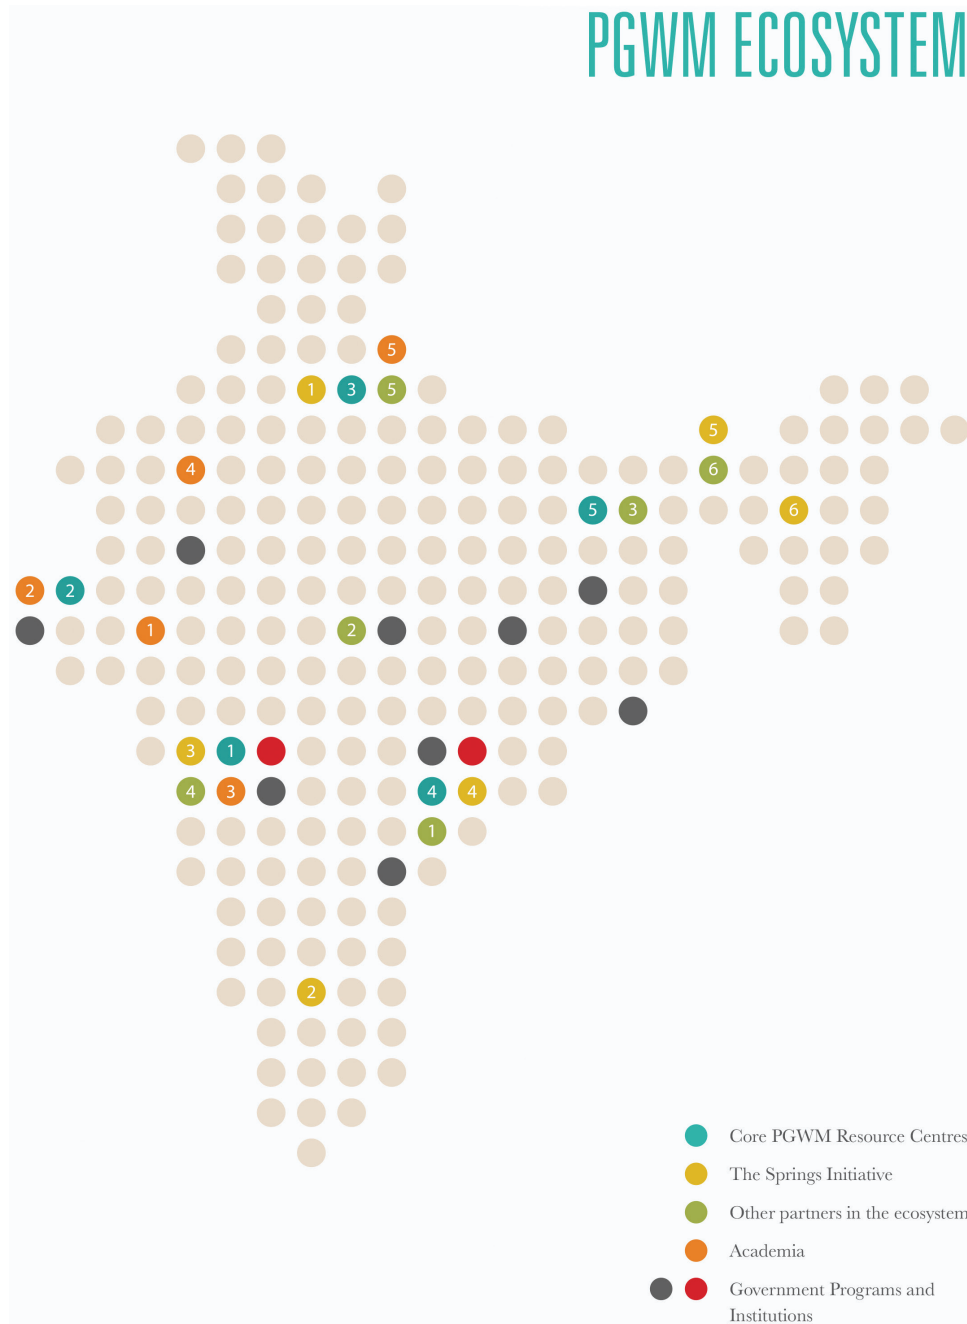 PGWM ECOSYSTEM
5
1 3 5
5
4 6
5 3 6
2 2
1 2
3 1
4 3 4 4
1
2
Core PGWM Resource Centres
The Springs Initiative
Other partners in the ecosystem
Academia
Government Programs and
Institutions